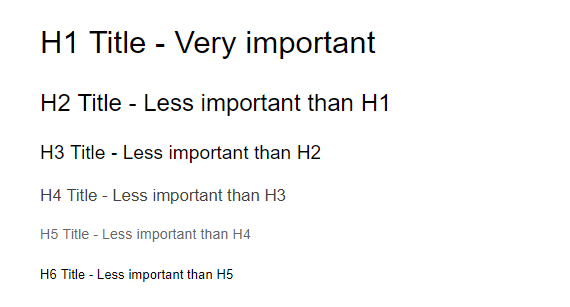 H1 Title - Very important
H2 Title - Less important than H1
H3 Title - Less important than H2
H4 Title - Less important than H3
H5 Title - Less important than H4
H6 Title - Less important than H5